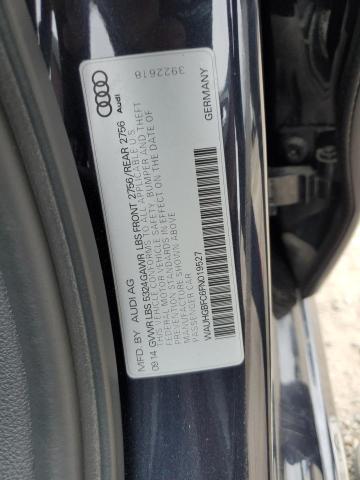 Audi
3922618
MFD. BY AUDI AG
GERMANY
09.14 GVWR LBS 5324 GAWR LBS FRONT 2756/REAR 2756
THIS VEHICLE CONFORMS TO ALL APPLICABLE U.S.
FEDERAL MOTOR VEHICLE SAFETY, BUMPER AND THEFT
PREVENTION STANDARDS IN EFFECT ON THE DATE OF
MANUFACTURE SHOWN ABOVE
PASSENGER CAR
WAUHGBFC6FN019527